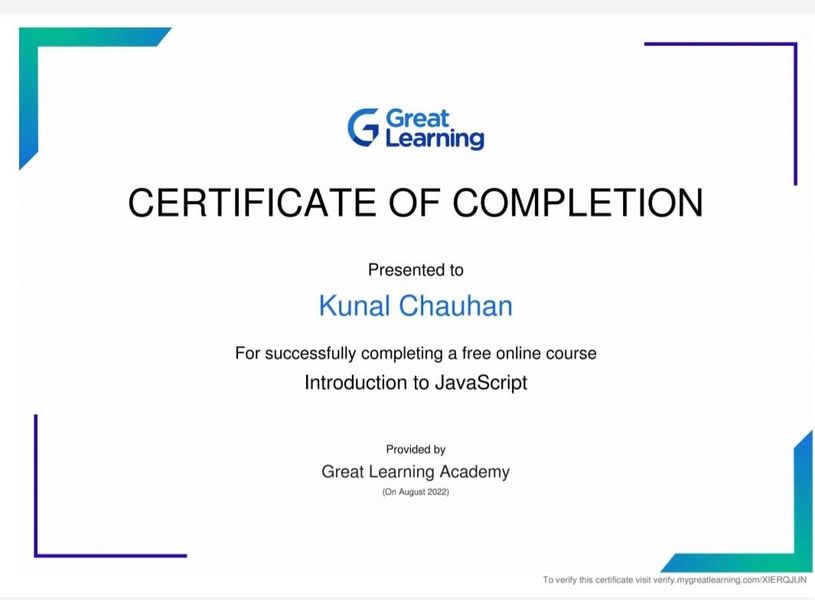 Great
Learning
CERTIFICATE OF COMPLETION
Presented to
Kunal Chauhan
For successfully completing a free online course
Introduction to JavaScript
Provided by
Great Learning Academy
(On August 2022)
To verify this certificate visit verify.mygreatlearning.com/XIERQJUN